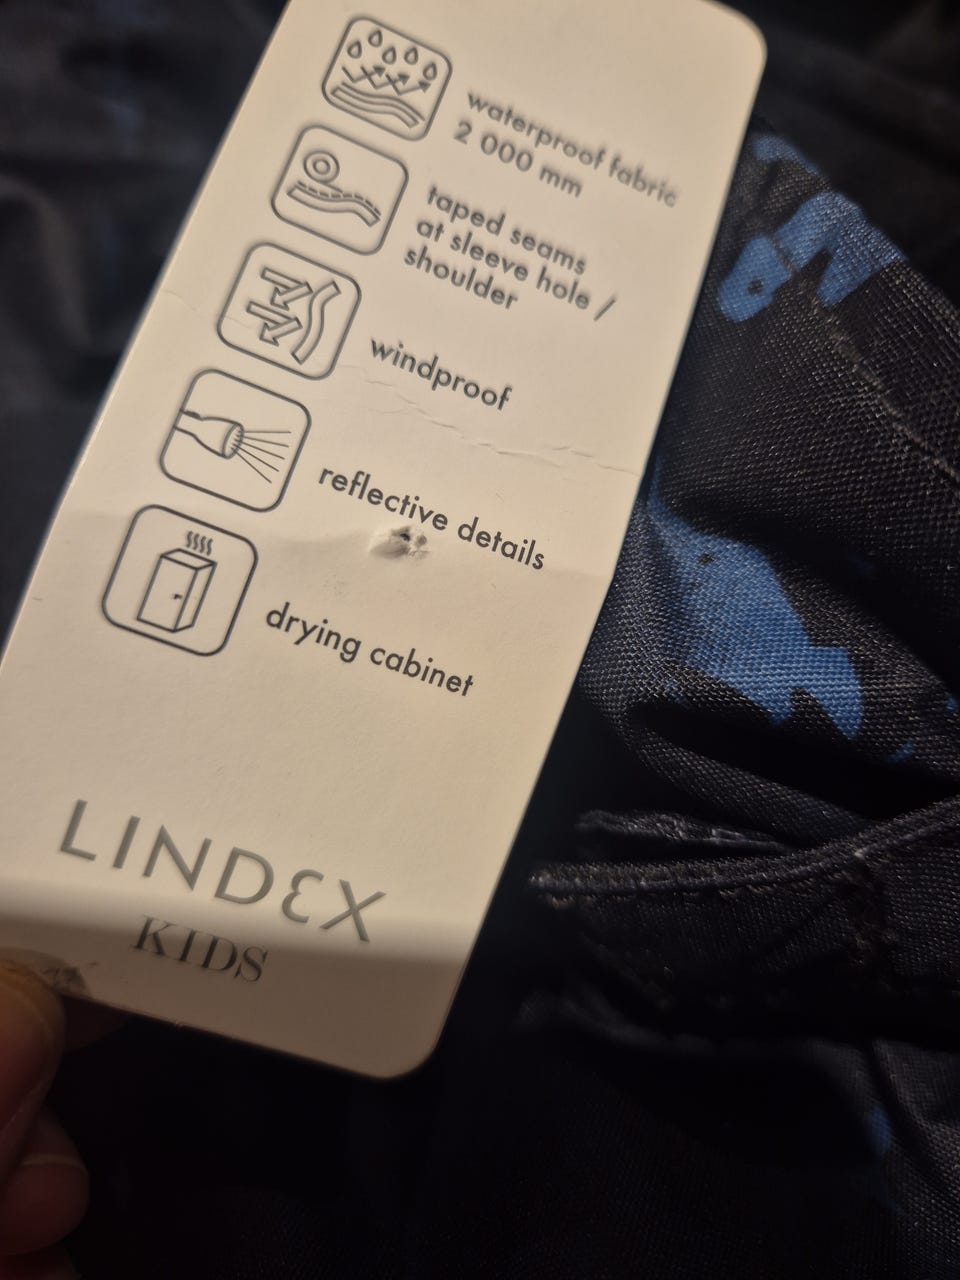 waterproof fabric
2 000 mm
taped seams
at sleeve hole /
shoulder
windproof
reflective details
drying cabinet
LINDEX
KIDS